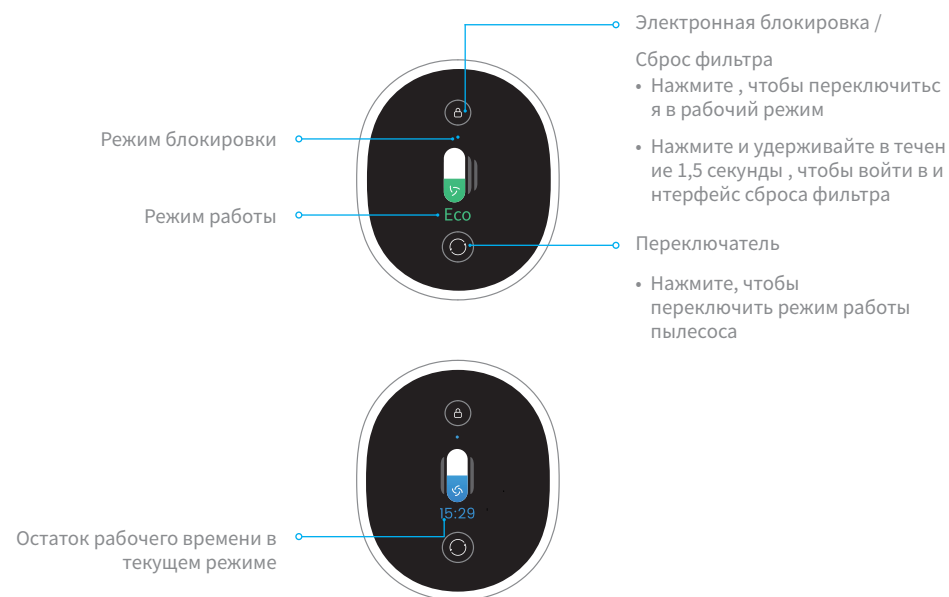 Электронная блокировка /
Сброс фильтра
• Нажмите , чтобы переключитьс
я в рабочий режим
• Нажмите и удерживайте в течен
ие 1,5 секунды , чтобы войти в и
нтерфейс сброса фильтра
Режим блокировки
Режим работы
Eco
Переключатель
• Нажмите, чтобы
переключить режим работы
пылесоса
15:29
Остаток рабочего времени в
текущем режиме